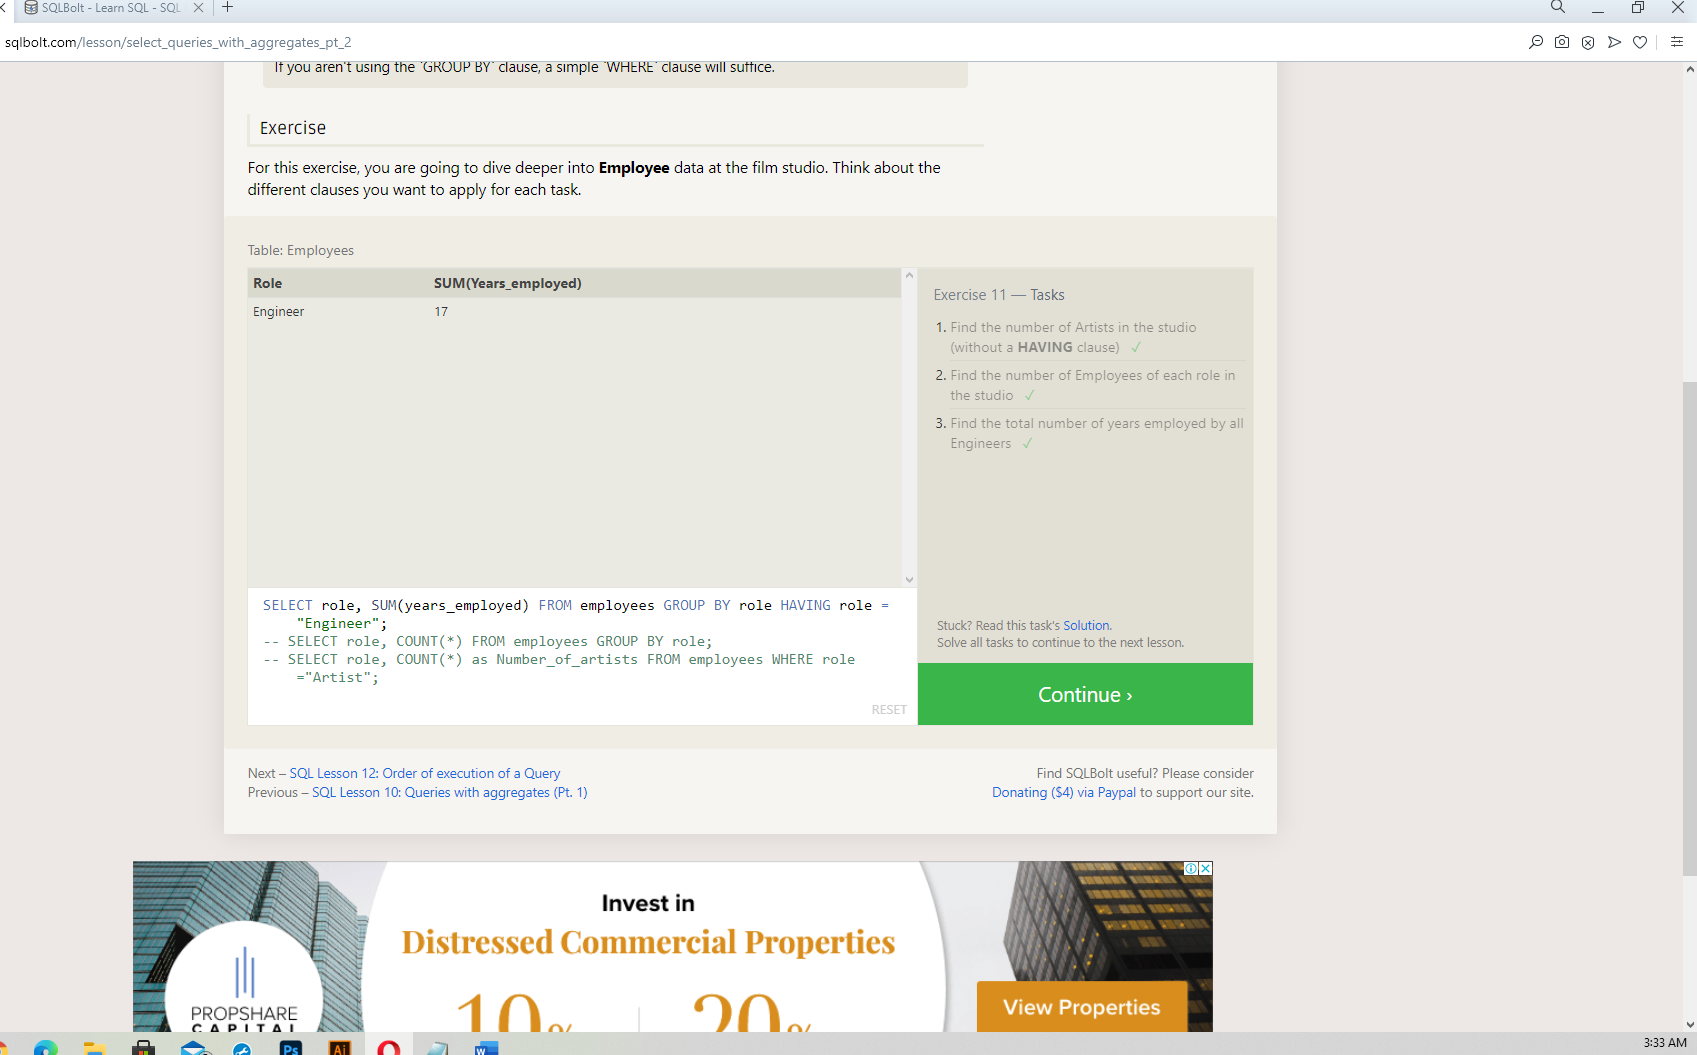 SQLBolt - Learn SQL - SQL
sqlbolt.com/lesson/select_queries_with_aggregates_pt_2
If you aren't using the `GROUP BY` clause, a simple `WHERE` clause will suffice.
Exercise
For this exercise, you are going to dive deeper into Employee data at the film studio. Think about the
different clauses you want to apply for each task.
Table: Employees
Role SUM(Years_employed)
Engineer 17
SELECT role, SUM(years_employed) FROM employees GROUP BY role HAVING role =
"Engineer";
-- SELECT role, COUNT(*) FROM employees GROUP BY role;
-- SELECT role, COUNT(*) as Number_of_artists FROM employees WHERE role
="Artist";
RESET
Exercise 11 — Tasks
1. Find the number of Artists in the studio
(without a HAVING clause) ✓
2. Find the number of Employees of each role in
the studio ✓
3. Find the total number of years employed by all
Engineers ✓
Stuck? Read this task's Solution.
Solve all tasks to continue to the next lesson.
Continue ›
Next – SQL Lesson 12: Order of execution of a Query
Previous – SQL Lesson 10: Queries with aggregates (Pt. 1)
Find SQLBolt useful? Please consider
Donating ($4) via Paypal to support our site.
Invest in
Distressed Commercial Properties
PROPSHARE
CAPITAL
10%
20%
View Properties
Ps
Ai
W
3:33 AM